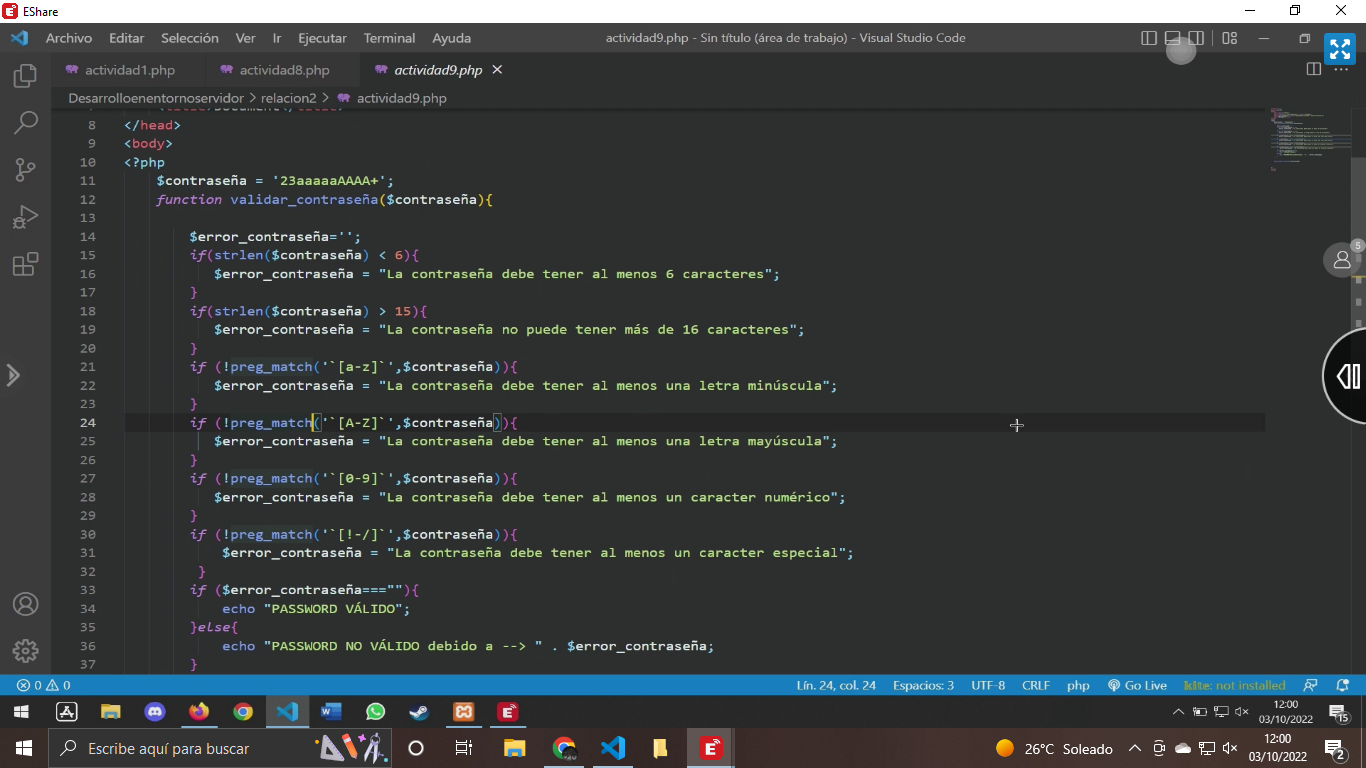 EShare
Archivo Editar Selección Ver Ir Ejecutar Terminal Ayuda
actividad9.php - Sin título (área de trabajo) - Visual Studio Code
actividad1.php actividad8.php actividad9.php
Desarrolloenentornoservidor > relacion2 > actividad9.php
8 </head>
9 <body>
10 <?php
11 $contraseña = '23aaaaaAAAA+';
12 function validar_contraseña($contraseña){
13
14 $error_contraseña='';
15 if(strlen($contraseña) < 6){
16 $error_contraseña = "La contraseña debe tener al menos 6 caracteres";
17 }
18 if(strlen($contraseña) > 15){
19 $error_contraseña = "La contraseña no puede tener más de 16 caracteres";
20 }
21 if (!preg_match('`[a-z]`',$contraseña)){
22 $error_contraseña = "La contraseña debe tener al menos una letra minúscula";
23 }
24 if (!preg_match('`[A-Z]`',$contraseña)){
25 $error_contraseña = "La contraseña debe tener al menos una letra mayúscula";
26 }
27 if (!preg_match('`[0-9]`',$contraseña)){
28 $error_contraseña = "La contraseña debe tener al menos un caracter numérico";
29 }
30 if (!preg_match('`[!-/]`',$contraseña)){
31 $error_contraseña = "La contraseña debe tener al menos un caracter especial";
32 }
33 if ($error_contraseña===""){
34 echo "PASSWORD VÁLIDO";
35 }else{
36 echo "PASSWORD NO VÁLIDO debido a --> " . $error_contraseña;
37 }
5
0 0 Lín. 24, col. 24 Espacios: 3 UTF-8 CRLF php Go Live kite: not installed
12:00
03/10/2022
15
Escribe aquí para buscar
26°C Soleado
12:00
03/10/2022
2